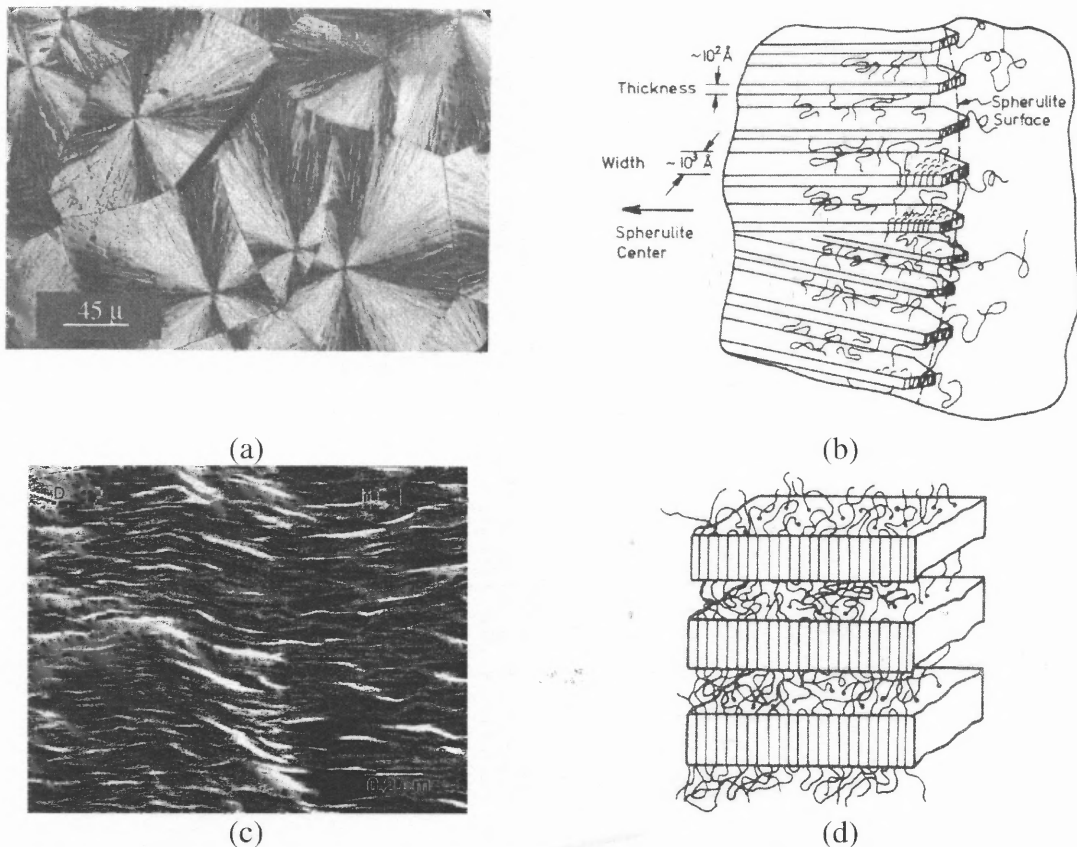 45 µ
(a)
~10² Å
Thickness
Width
~10³ Å
Spherulite
Surface
Spherulite
Center
(b)
D
(c)
(d)